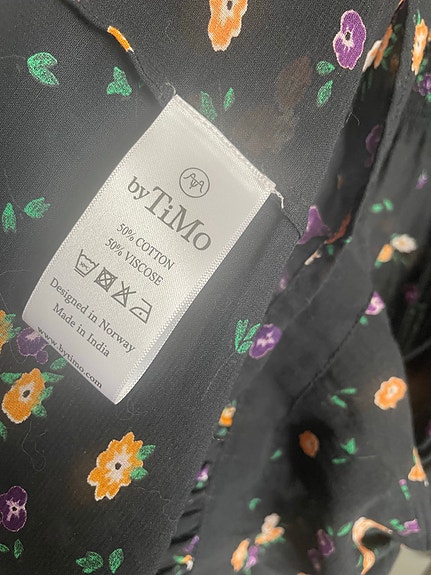 byTiMo
50% COTTON
50% VISCOSE
Designed in Norway
Made in India
www.bytimo.com